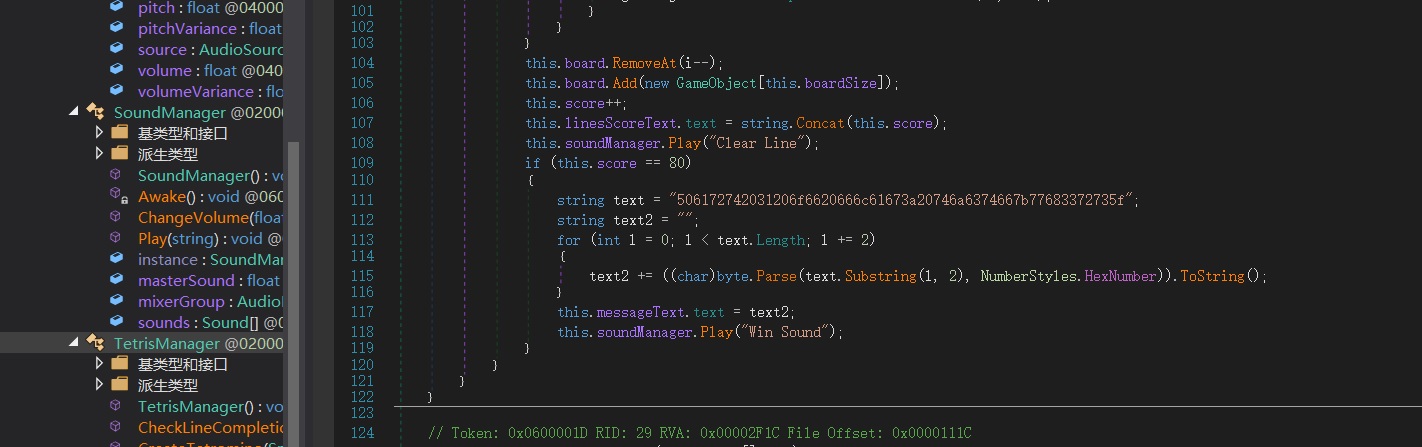 pitch : float @04000
pitchVariance : float
source : AudioSourc
volume : float @040
volumeVariance : flo
SoundManager @0200
基类型和接口
派生类型
SoundManager() : vo
Awake() : void @060
ChangeVolume(float
Play(string) : void @
instance : SoundMa
masterSound : float
mixerGroup : Audio
sounds : Sound[] @0
TetrisManager @02000
基类型和接口
派生类型
TetrisManager() : vo
CheckLineCompletic
101 }
102 }
103 }
104 this.board.RemoveAt(i--);
105 this.board.Add(new GameObject[this.boardSize]);
106 this.score++;
107 this.linesScoreText.text = string.Concat(this.score);
108 this.soundManager.Play("Clear Line");
109 if (this.score == 80)
110 {
111 string text = "506172742031206f6620666c61673a20746a6374667b77683372735f";
112 string text2 = "";
113 for (int l = 0; l < text.Length; l += 2)
114 {
115 text2 += ((char)byte.Parse(text.Substring(l, 2), NumberStyles.HexNumber)).ToString();
116 }
117 this.messageText.text = text2;
118 this.soundManager.Play("Win Sound");
119 }
120 }
121 }
122 }
123
124 // Token: 0x0600001D RID: 29 RVA: 0x00002F1C File Offset: 0x0000111C